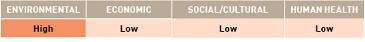 ENVIRONMENTAL ECONOMIC SOCIAL/CULTURAL HUMAN HEALTH
High Low Low Low